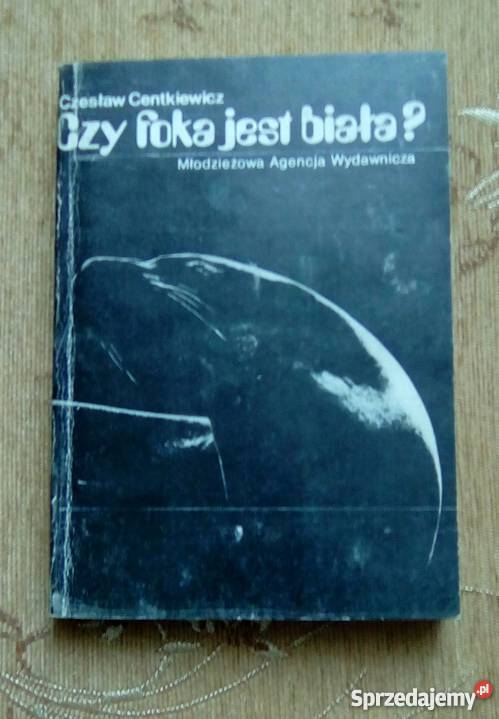 Czesław Centkiewicz
Czy foka jest biała?
Młodzieżowa Agencja Wydawnicza
Sprzedajemy.pl